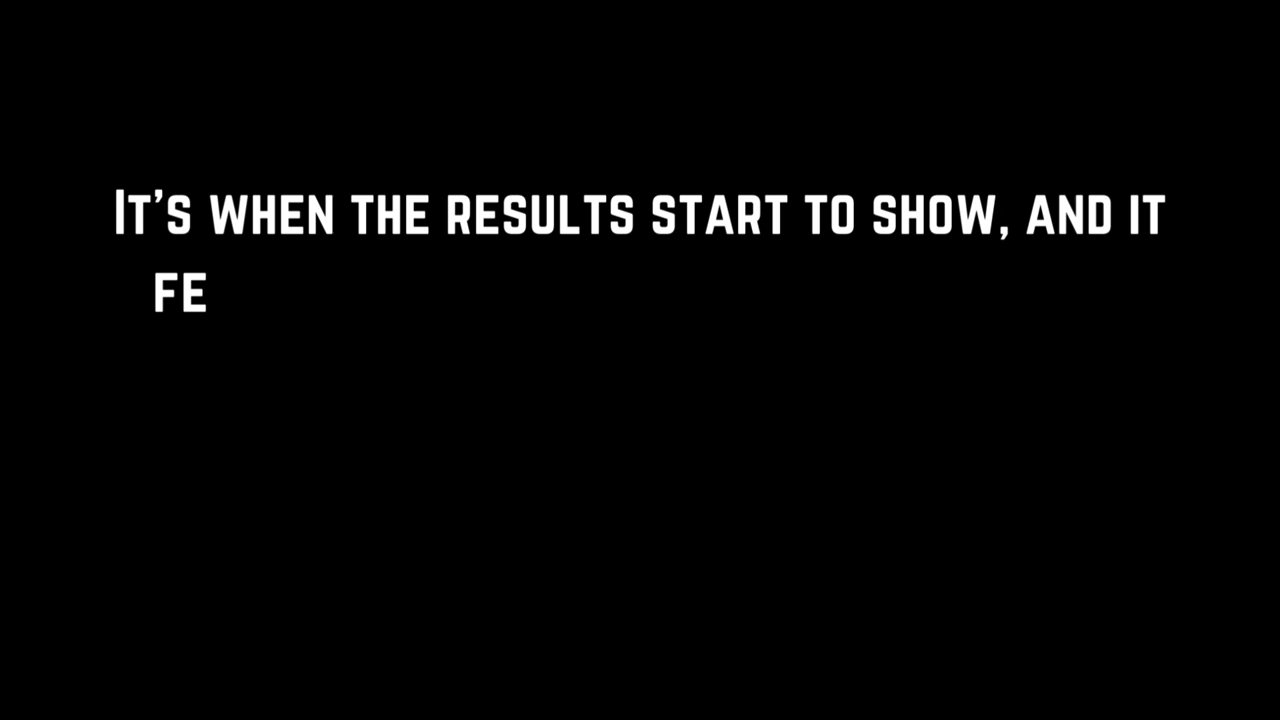 It's when the results start to show, and it
fe